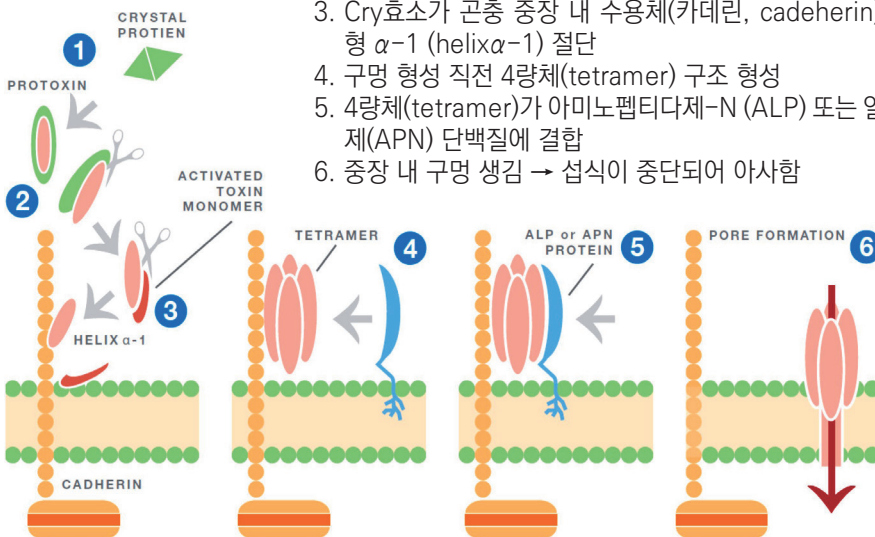 CRYSTAL
PROTIEN
1
PROTOXIN
2
3. Cry효소가 곤충 중장 내 수용체(카데린, cadeherin)
형 α-1 (helixα-1) 절단
4. 구멍 형성 직전 4량체(tetramer) 구조 형성
5. 4량체(tetramer)가 아미노펩티다제-N (ALP) 또는
제(APN) 단백질에 결합
6. 중장 내 구멍 생김 → 섭식이 중단되어 아사함
ACTIVATED
TOXIN
MONOMER
3
HELIX α-1
CADHERIN
TETRAMER
4
ALP or APN
PROTEIN
5
PORE FORMATION
6